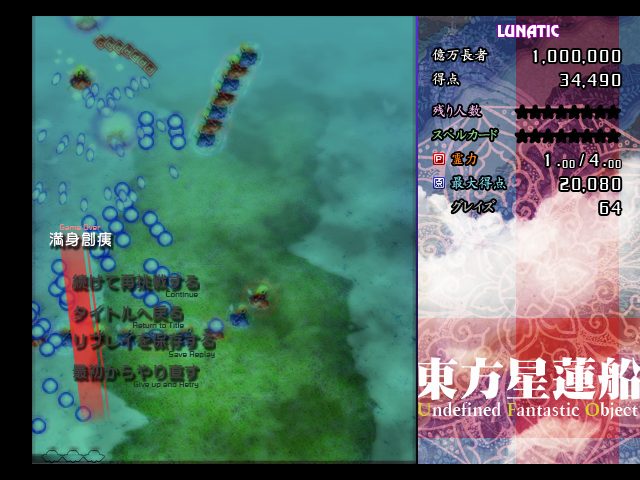 LUNATIC
億万長者 1,000,000
得点 34,490
残り人数
スペルカード
P 霊力 1.00/4.00
点 最大得点 20,080
グレイズ 64
Game Over
満身創痍
続けて再挑戦する
Continue
タイトルへ戻る
Return to Title
リプレイを保存する
Save Replay
最初からやり直す
Give up and Retry
東方星蓮船
Undefined Fantastic Object